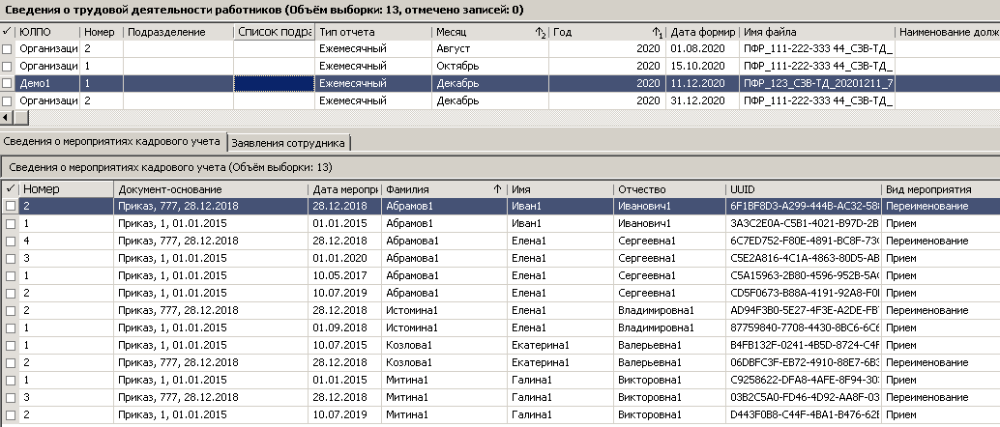 Сведения о трудовой деятельности работников (Объём выборки: 13, отмечено записей: 0)
✓ ЮЛПО Номер Подразделение Список подра Тип отчета Месяц 2 Год 1 Дата формир Имя файла Наименование долж
Организаци 2 Ежемесячный Август 2020 01.08.2020 ПФР_111-222-333 44_СЗВ-ТД_
Организаци 1 Ежемесячный Октябрь 2020 15.10.2020 ПФР_111-222-333 44_СЗВ-ТД_
Демо1 1 Ежемесячный Декабрь 2020 11.12.2020 ПФР_123_СЗВ-ТД_20201211_7
Организаци 2 Ежемесячный Декабрь 2020 31.12.2020 ПФР_111-222-333 44_СЗВ-ТД_
Сведения о мероприятиях кадрового учета Заявления сотрудника
Сведения о мероприятиях кадрового учета (Объём выборки: 13)
✓ Номер Документ-основание Дата меропри Фамилия Имя Отчество UUID Вид мероприятия
2 Приказ, 777, 28.12.2018 28.12.2018 Абрамов1 Иван1 Иванович1 6F1BF8D3-A299-444B-AC32-58 Переименование
1 Приказ, 1, 01.01.2015 01.01.2015 Абрамов1 Иван1 Иванович1 3A3C2E0A-C5B1-4021-B97D-2B Прием
4 Приказ, 777, 28.12.2018 28.12.2018 Абрамова1 Елена1 Сергеевна1 6C7ED752-F80E-4891-BC8F-73 Переименование
3 Приказ, 1, 01.01.2015 01.01.2020 Абрамова1 Елена1 Сергеевна1 C5E2A816-4C1A-4863-80D5-AB Прием
1 Приказ, 1, 01.01.2015 10.05.2017 Абрамова1 Елена1 Сергеевна1 C5A15963-2B80-4596-952B-5A Прием
2 Приказ, 1, 01.01.2015 10.07.2019 Абрамова1 Елена1 Сергеевна1 CD5F0673-B88A-4191-92A8-F0 Прием
2 Приказ, 777, 28.12.2018 28.12.2018 Истомина1 Елена1 Владимировна1 AD94F3B0-5E27-4F3E-A2DE-FB Переименование
1 Приказ, 1, 01.01.2015 01.09.2018 Истомина1 Елена1 Владимировна1 87759840-7708-4430-8BC6-6C Прием
1 Приказ, 1, 01.01.2015 10.07.2015 Козлова1 Екатерина1 Валерьевна1 B4FB132F-0241-4B5D-8724-C4 Прием
2 Приказ, 777, 28.12.2018 28.12.2018 Козлова1 Екатерина1 Валерьевна1 06DBFC3F-EB72-4910-88E7-6B Переименование
1 Приказ, 1, 01.01.2015 01.01.2015 Митина1 Галина1 Викторовна1 C9258622-DFA8-4AFE-8F94-30 Прием
3 Приказ, 777, 28.12.2018 28.12.2018 Митина1 Галина1 Викторовна1 03B2C5A0-FD46-4D92-AA8F-03 Переименование
2 Приказ, 1, 01.01.2015 10.07.2019 Митина1 Галина1 Викторовна1 D443F0B8-C44F-4BA1-B476-62 Прием